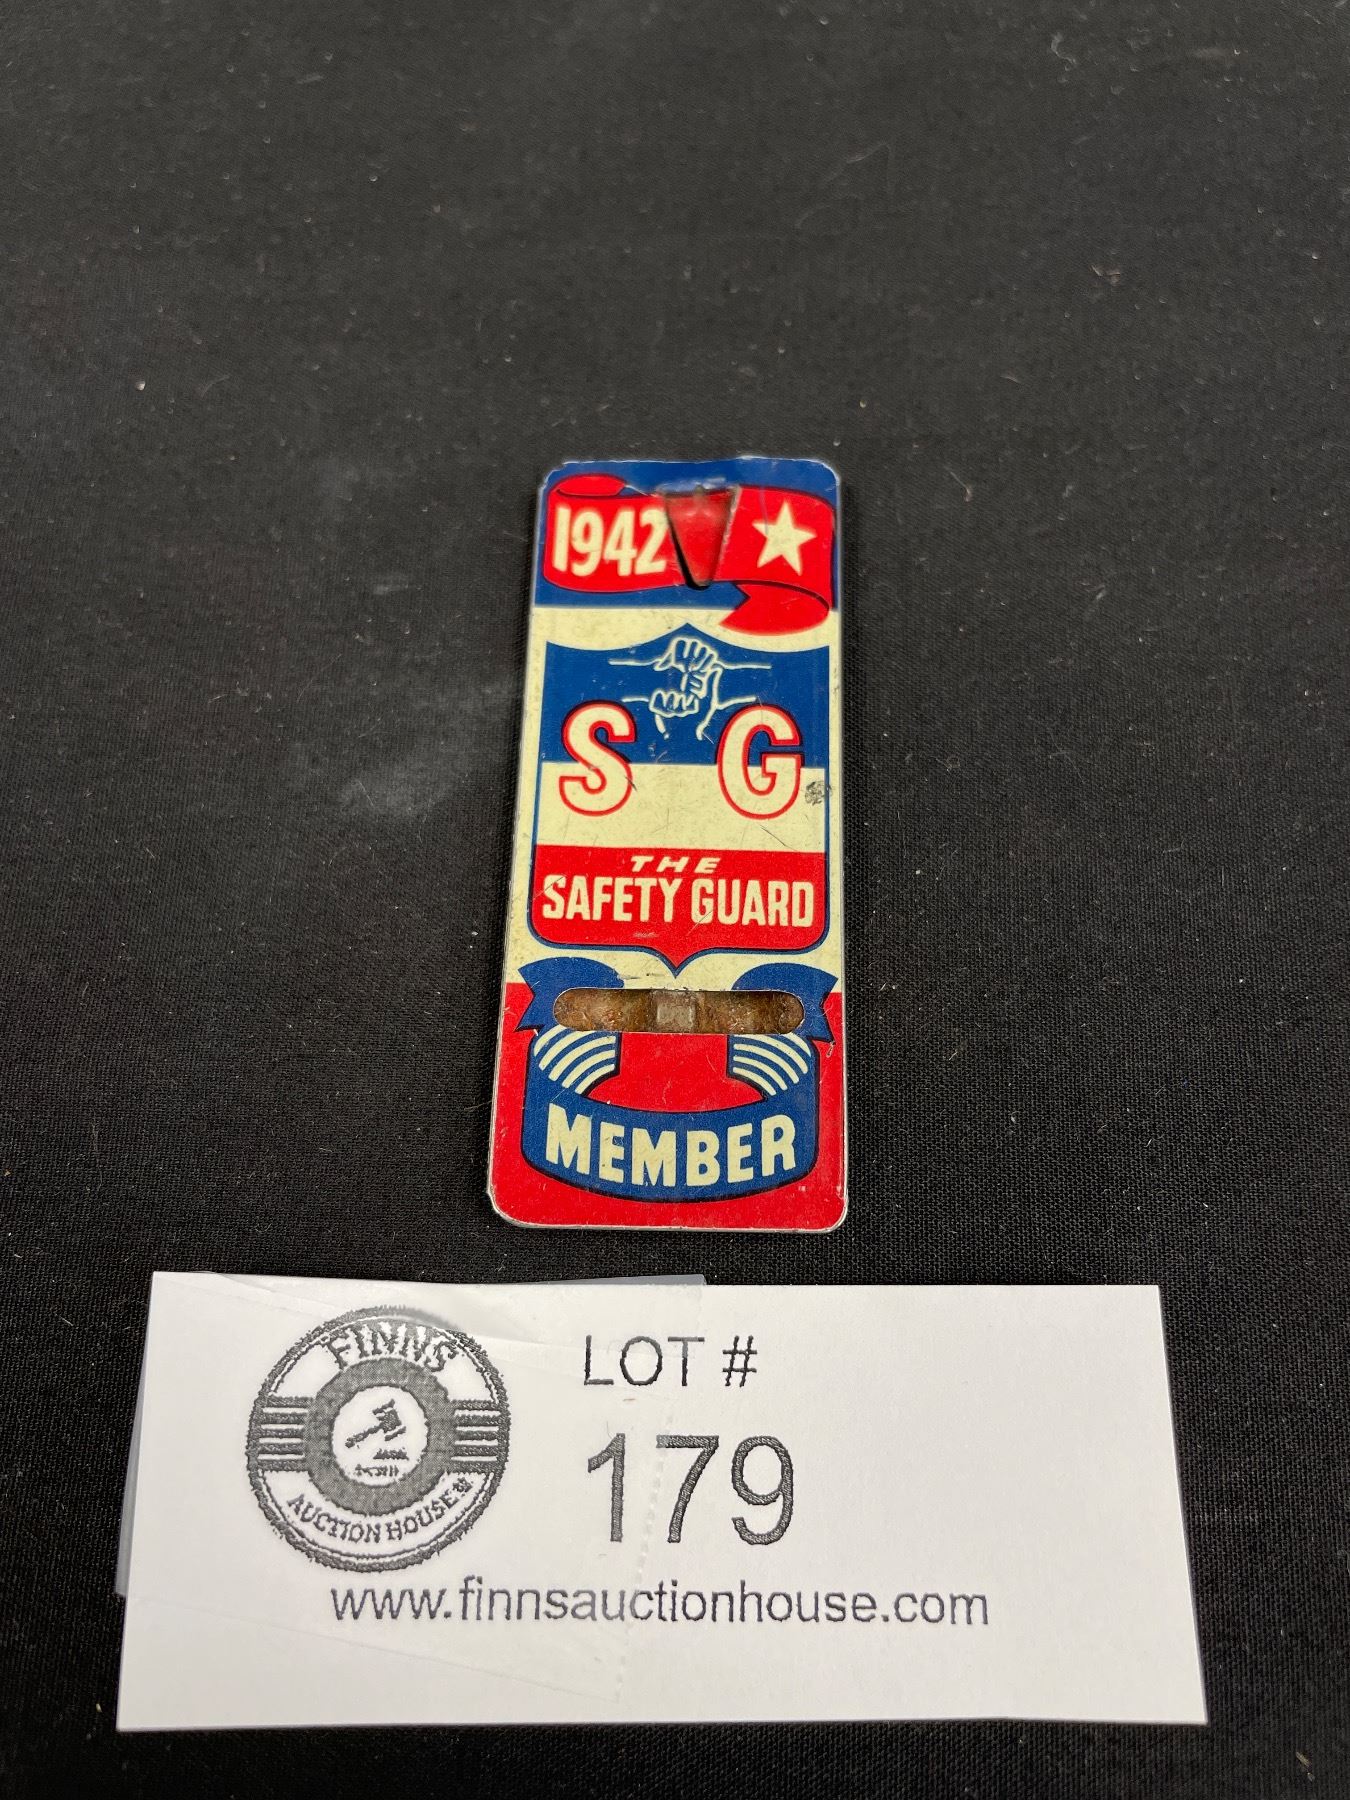 1942
S G
THE
SAFETY GUARD
MEMBER
FINNS
AUCTION HOUSE
LOT #
179
www.finnsauctionhouse.com